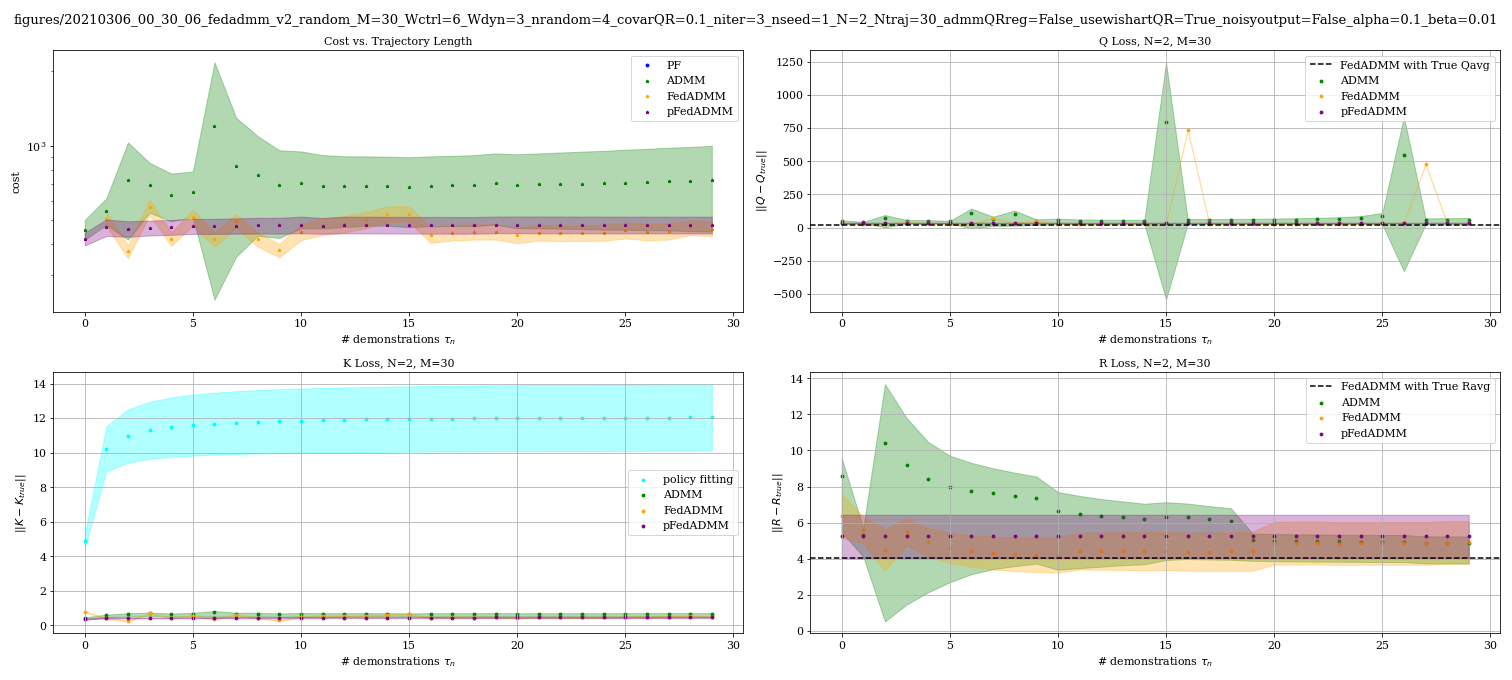 figures/20210306_00_30_06_fedadmm_v2_random_M=30_Wctrl=6_Wdyn=3_nrandom=4_covarQR=0.1_niter=3_nseed=1_N=2_Ntraj=30_admmQRreg=False_usewishartQR=True_noisyoutput=False_alpha=0.1_beta=0.01
Cost vs. Trajectory Length
cost
10³
PF
ADMM
FedADMM
pFedADMM
0 5 10 15 20 25 30
# demonstrations τₙ
Q Loss, N=2, M=30
||Q − Q_true||
1250
1000
750
500
250
0
−250
−500
FedADMM with True Qavg
ADMM
FedADMM
pFedADMM
0 5 10 15 20 25 30
# demonstrations τₙ
K Loss, N=2, M=30
||K − K_true||
14
12
10
8
6
4
2
0
policy fitting
ADMM
FedADMM
pFedADMM
0 5 10 15 20 25 30
# demonstrations τₙ
R Loss, N=2, M=30
||R − R_true||
14
12
10
8
6
4
2
0
FedADMM with True Ravg
ADMM
FedADMM
pFedADMM
0 5 10 15 20 25 30
# demonstrations τₙ